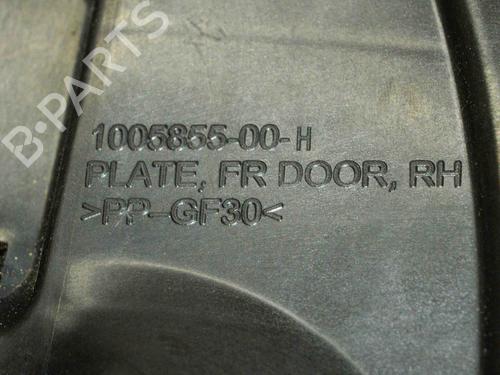 B-PARTS
1005855-00-H
PLATE, FR DOOR, RH
>PP-GF30<